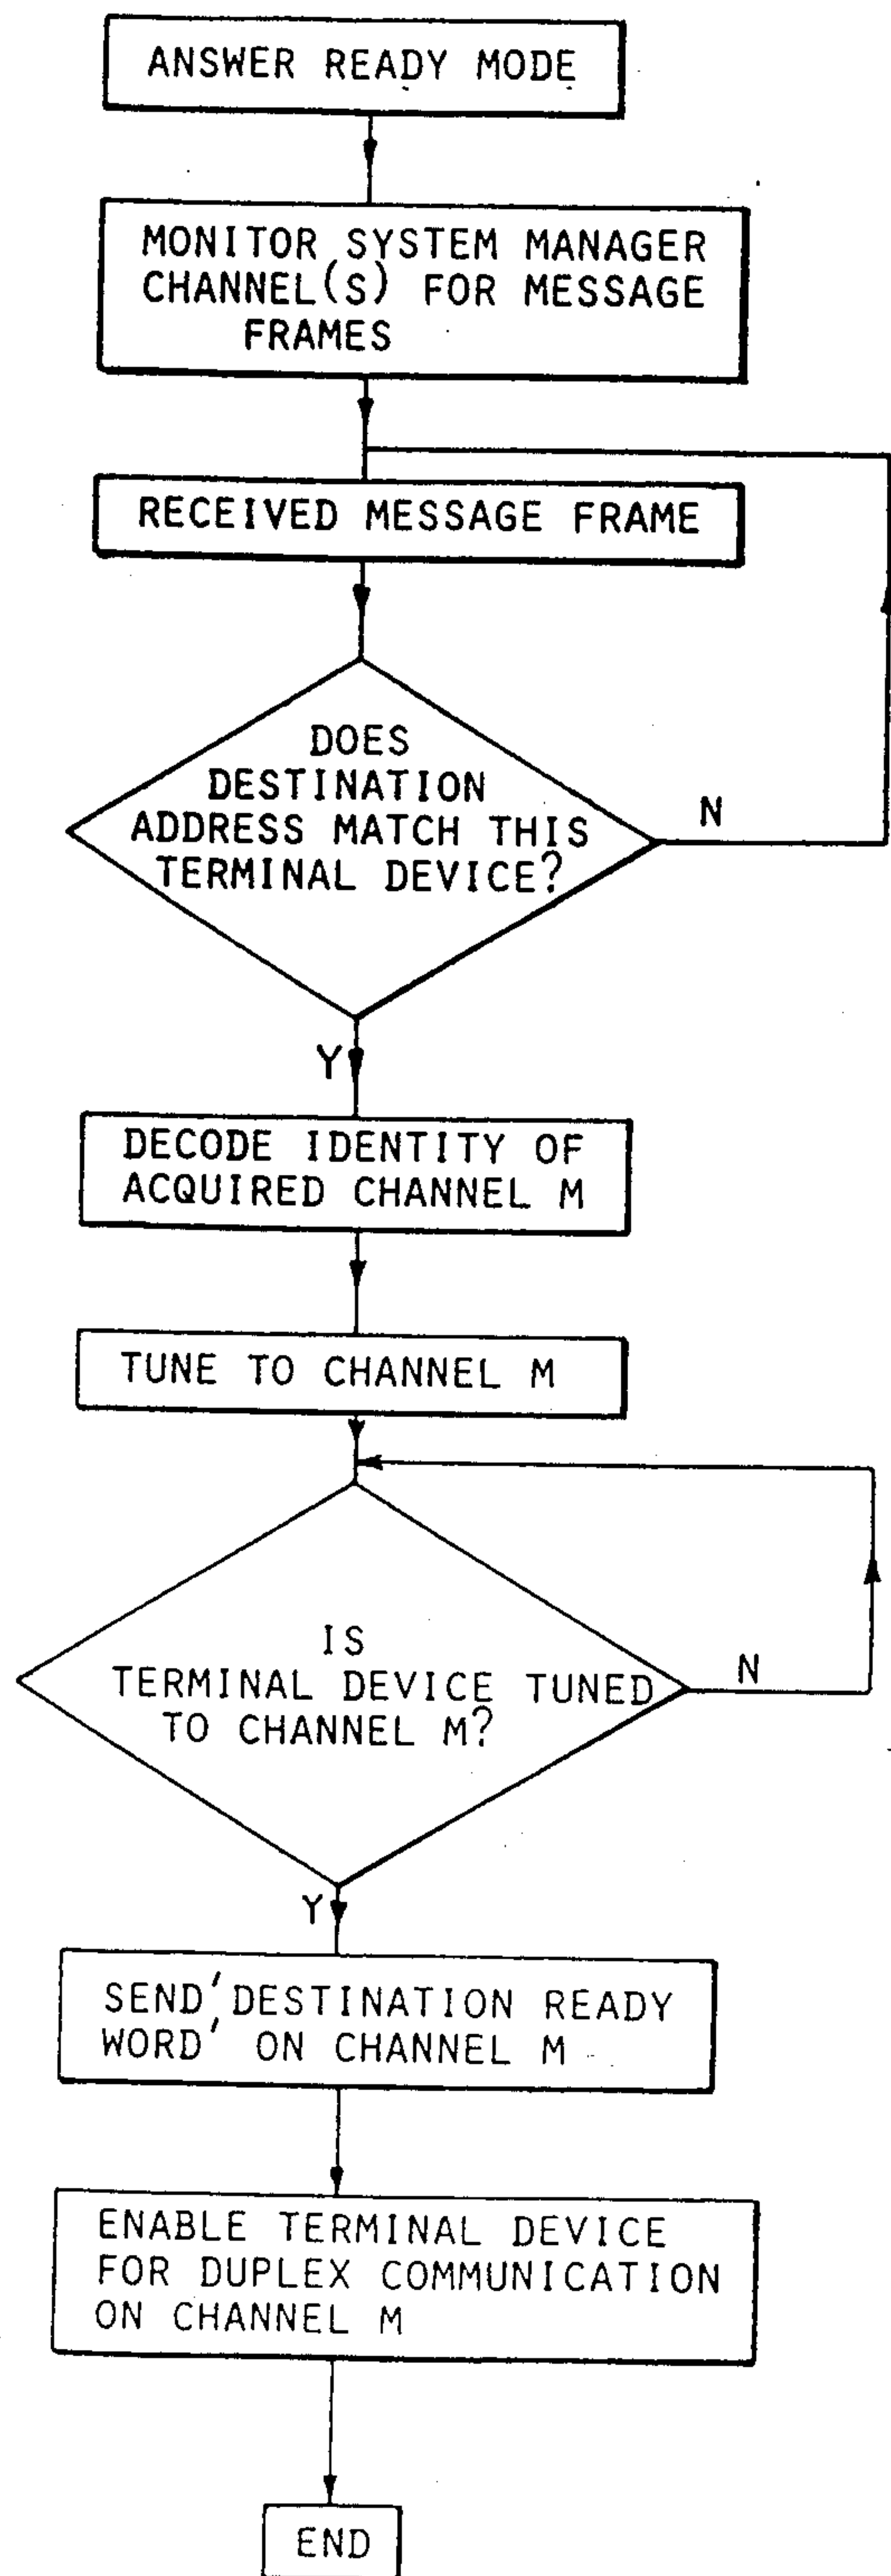 ANSWER READY MODE
MONITOR SYSTEM MANAGER
CHANNEL(S) FOR MESSAGE
FRAMES
RECEIVED MESSAGE FRAME
DOES
DESTINATION
ADDRESS MATCH THIS
TERMINAL DEVICE?
N
Y
DECODE IDENTITY OF
ACQUIRED CHANNEL M
TUNE TO CHANNEL M
IS
TERMINAL DEVICE TUNED
TO CHANNEL M?
N
Y
SEND 'DESTINATION READY
WORD' ON CHANNEL M
ENABLE TERMINAL DEVICE
FOR DUPLEX COMMUNICATION
ON CHANNEL M
END